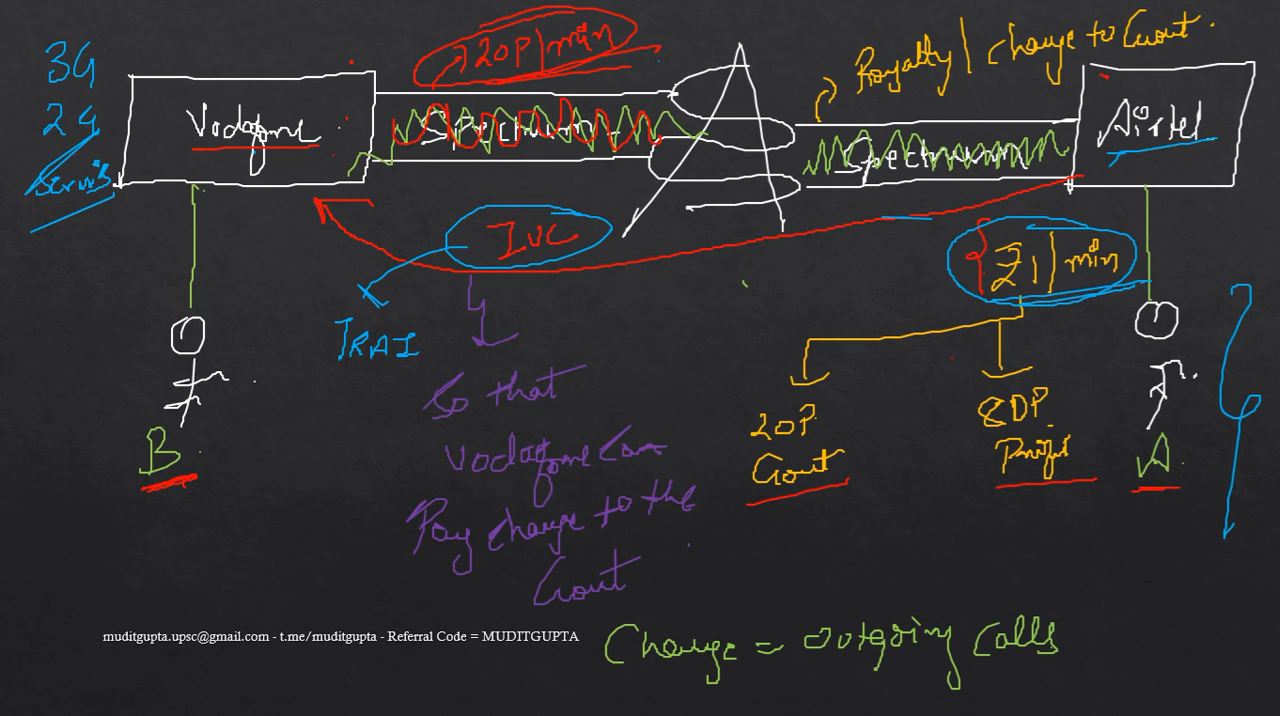 3G
2G
Services
20P/min
Royalty/ Charge to Govt.
Vodafone
Spectrum
Spectrum
Airtel
IUC
₹1/min
TRAI
So that
Vodafone Can
Pay charge to the
Govt
20P
Govt
80P
Profit
B
A
muditgupta.upsc@gmail.com - t.me/muditgupta - Referral Code = MUDITGUPTA
Charge = Outgoing Calls